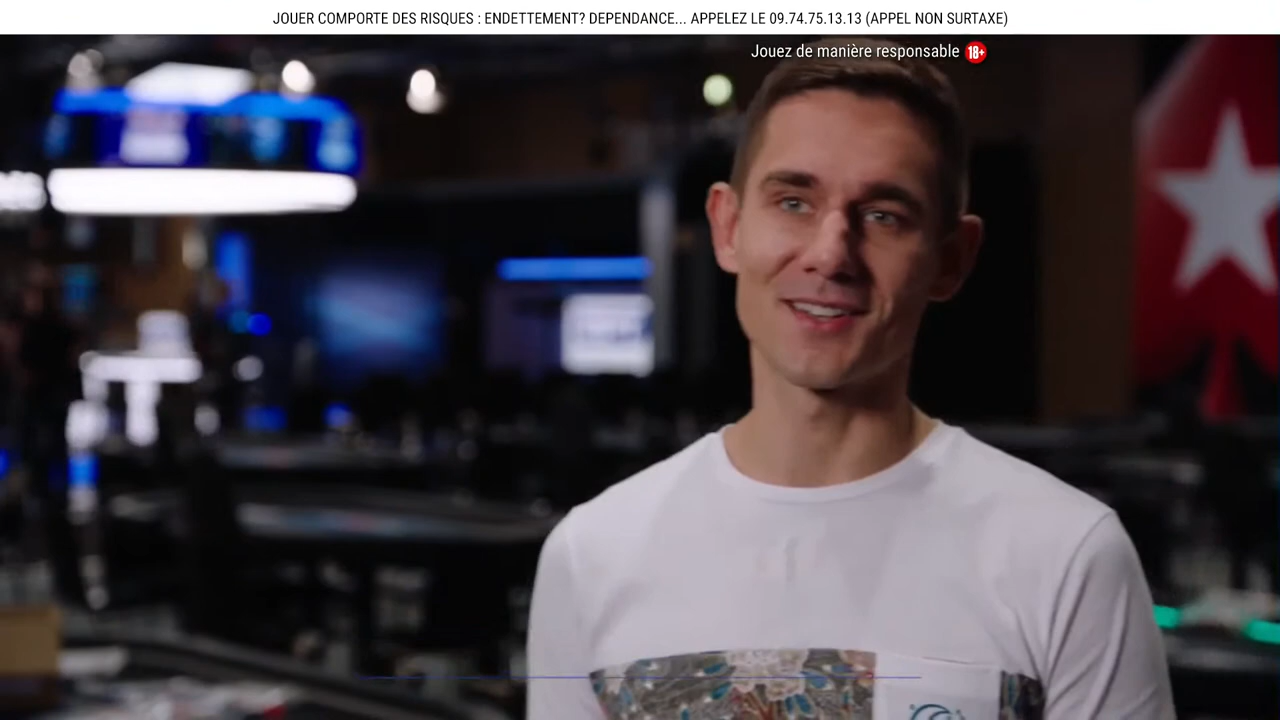 JOUER COMPORTE DES RISQUES : ENDETTEMENT? DEPENDANCE... APPELEZ LE 09.74.75.13.13 (APPEL NON SURTAXE)
Jouez de manière responsable 18+